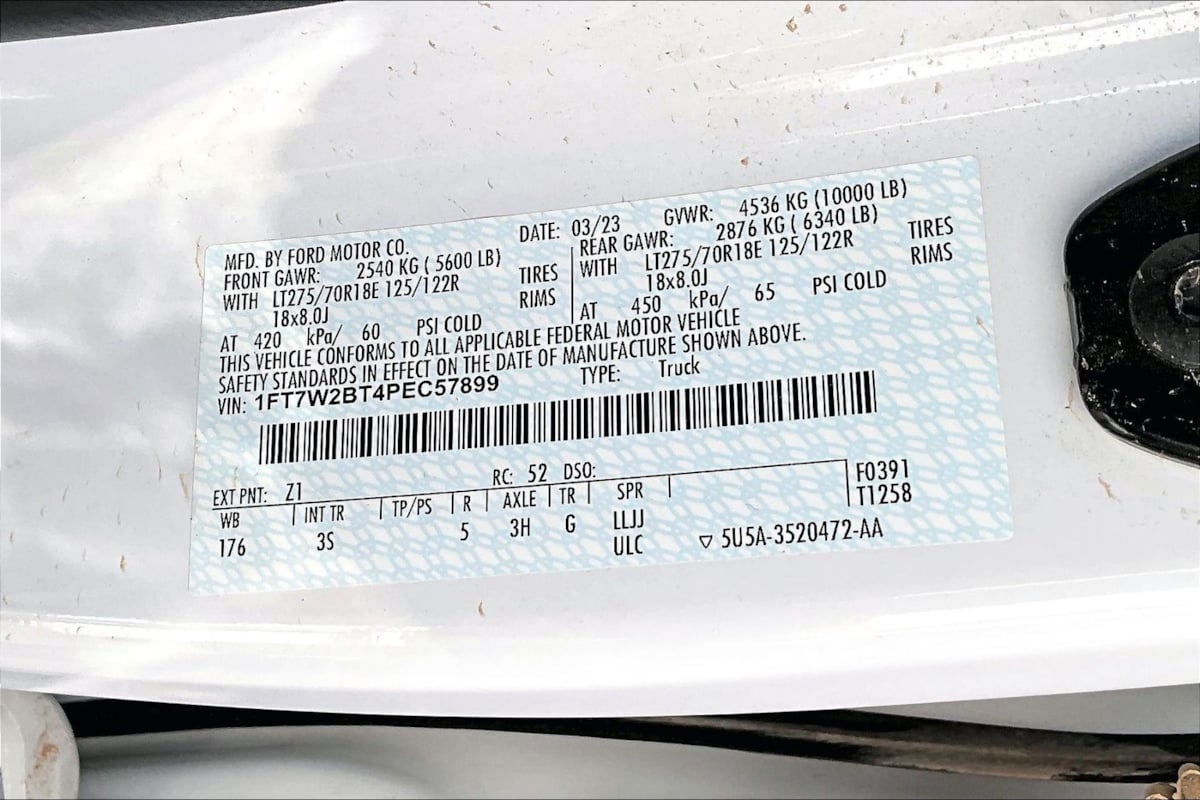 MFD. BY FORD MOTOR CO. DATE: 03/23 GVWR: 4536 KG (10000 LB)
FRONT GAWR: 2540 KG ( 5600 LB) REAR GAWR: 2876 KG ( 6340 LB)
WITH LT275/70R18E 125/122R TIRES WITH LT275/70R18E 125/122R TIRES
18x8.0J RIMS 18x8.0J RIMS
AT 420 kPa/ 60 PSI COLD AT 450 kPa/ 65 PSI COLD
THIS VEHICLE CONFORMS TO ALL APPLICABLE FEDERAL MOTOR VEHICLE
SAFETY STANDARDS IN EFFECT ON THE DATE OF MANUFACTURE SHOWN ABOVE.
VIN: 1FT7W2BT4PEC57899 TYPE: Truck
EXT PNT: Z1 RC: 52 DSO: F0391
WB INT TR TP/PS R AXLE TR SPR T1258
176 3S 5 3H G LLJJ
ULC ▽ 5U5A-3520472-AA